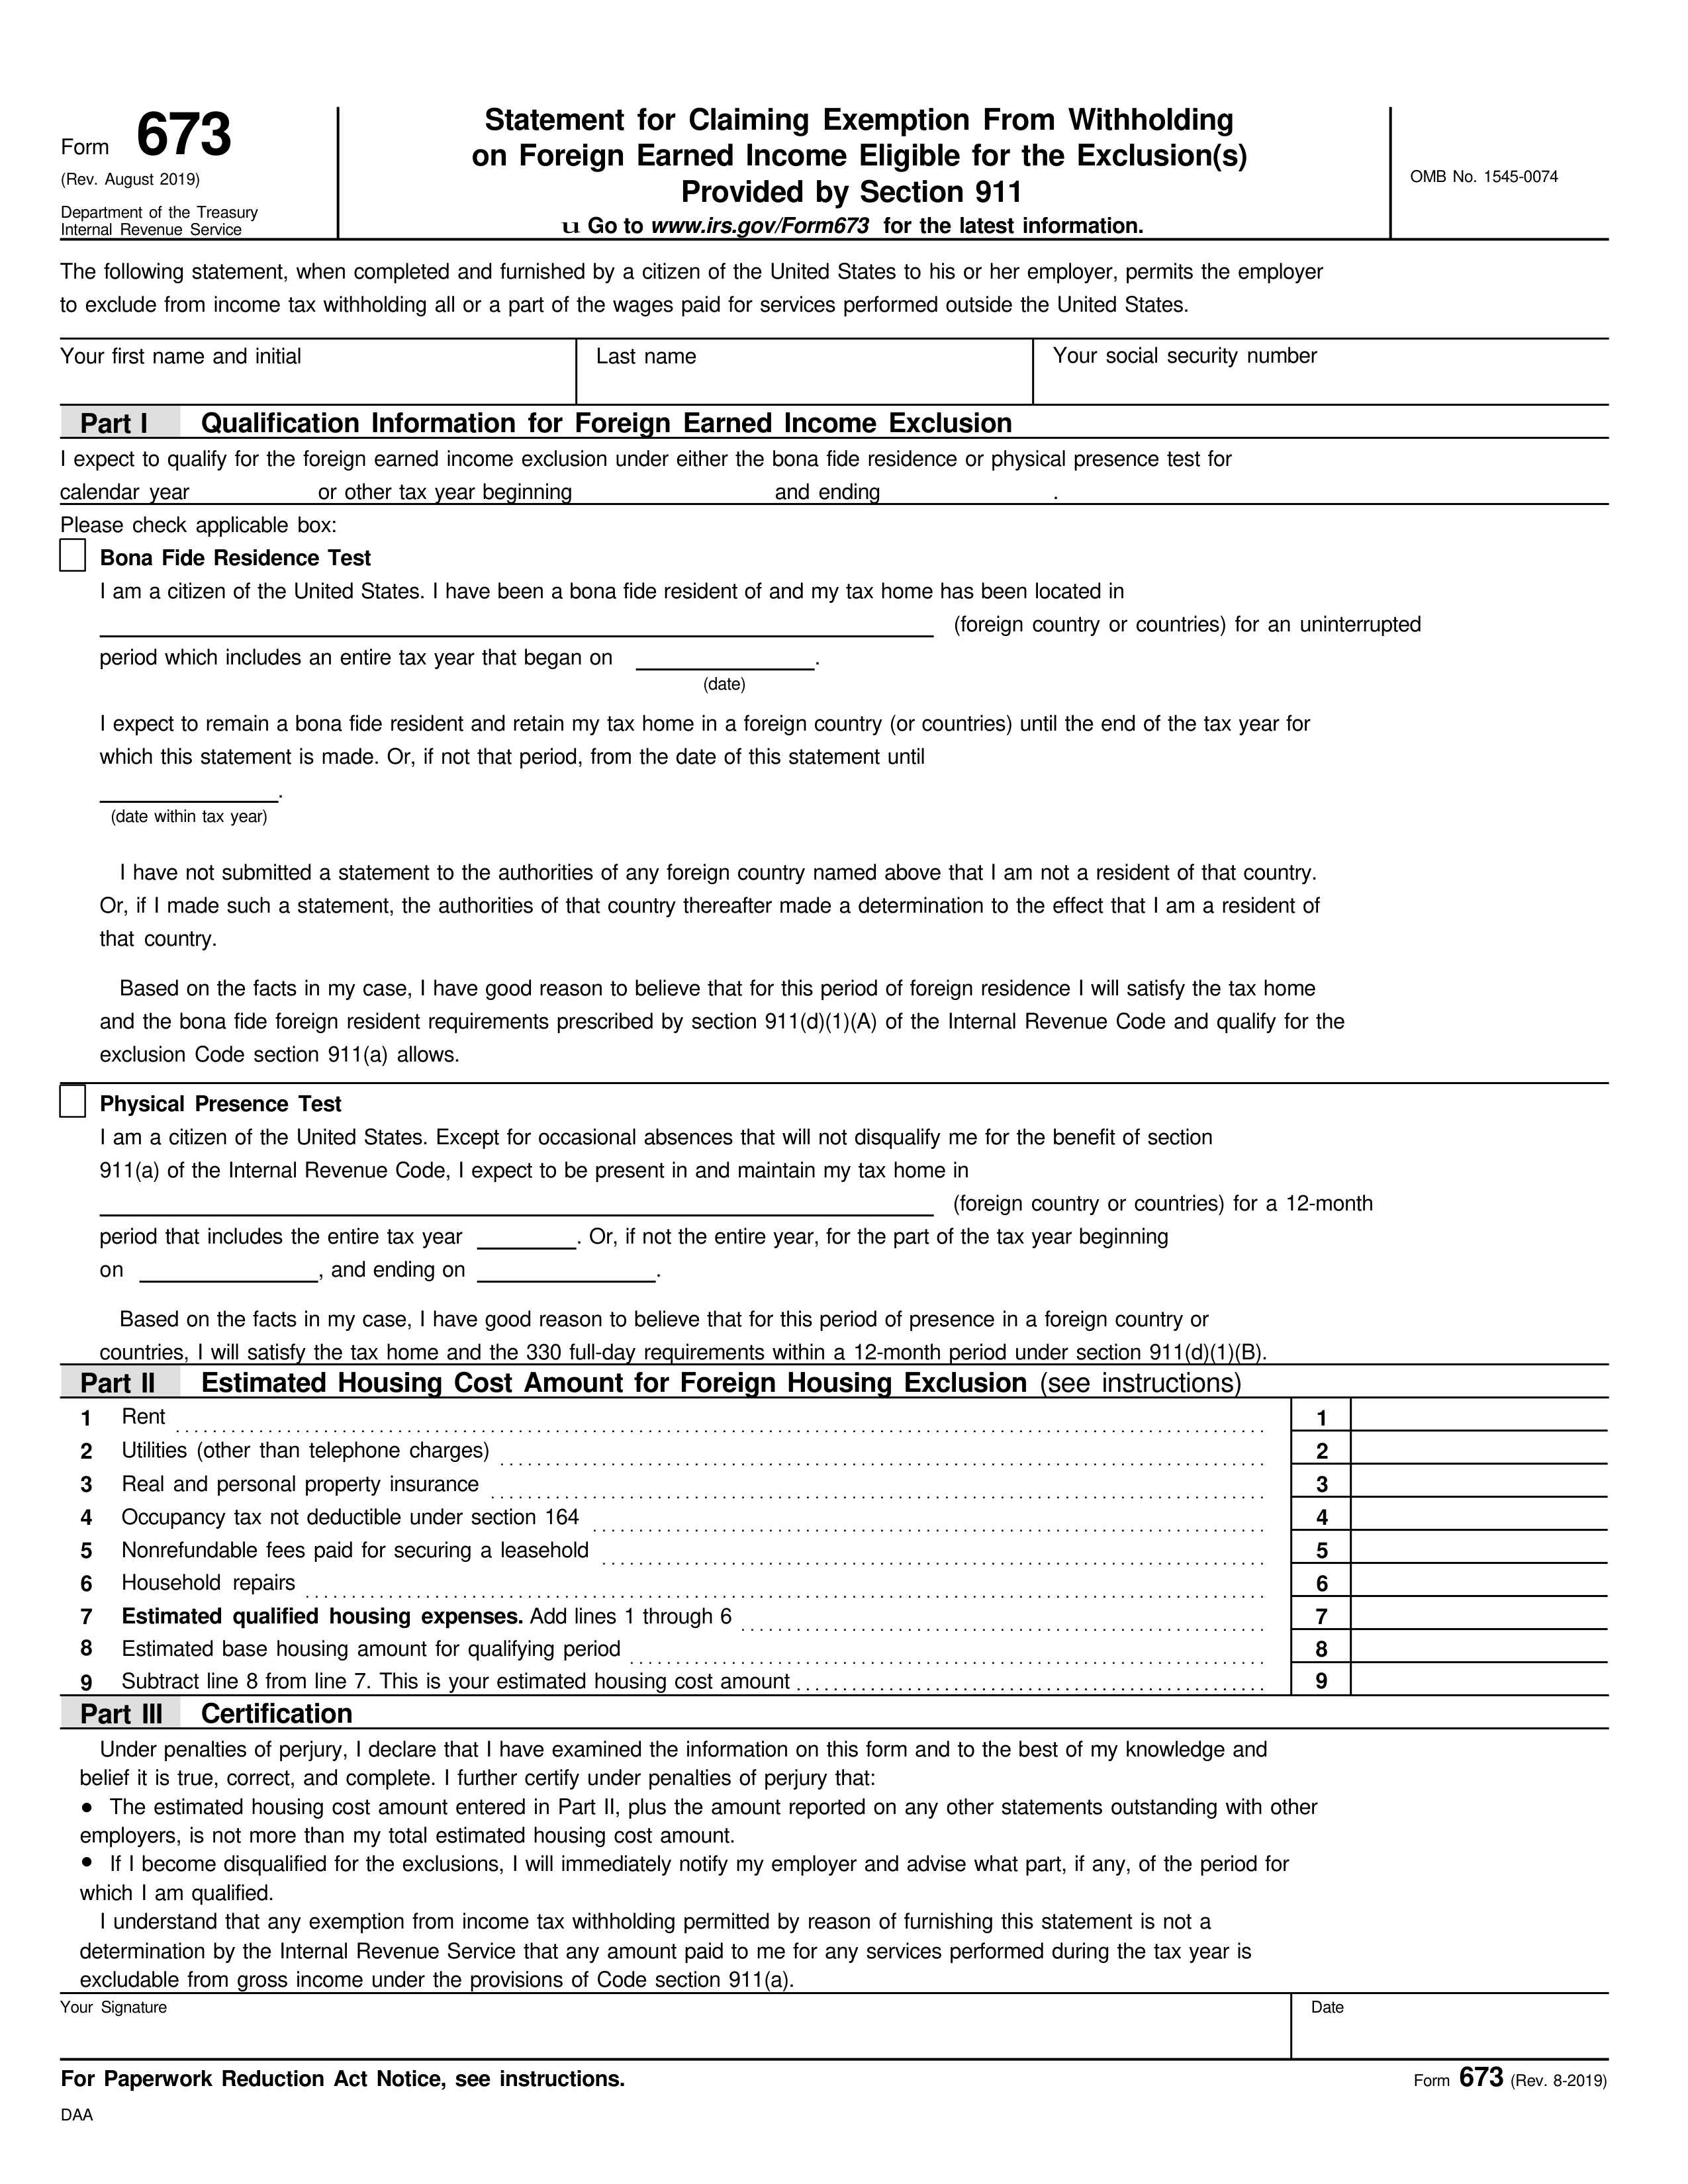 Form 673
(Rev. August 2019)
Department of the Treasury
Internal Revenue Service
Statement for Claiming Exemption From Withholding
on Foreign Earned Income Eligible for the Exclusion(s)
Provided by Section 911
u Go to www.irs.gov/Form673 for the latest information.
OMB No. 1545-0074
The following statement, when completed and furnished by a citizen of the United States to his or her employer, permits the employer
to exclude from income tax withholding all or a part of the wages paid for services performed outside the United States.
Your first name and initial
Last name
Your social security number
Part I Qualification Information for Foreign Earned Income Exclusion
I expect to qualify for the foreign earned income exclusion under either the bona fide residence or physical presence test for
calendar year or other tax year beginning and ending .
Please check applicable box:
Bona Fide Residence Test
I am a citizen of the United States. I have been a bona fide resident of and my tax home has been located in
(foreign country or countries) for an uninterrupted
period which includes an entire tax year that began on .
(date)
I expect to remain a bona fide resident and retain my tax home in a foreign country (or countries) until the end of the tax year for
which this statement is made. Or, if not that period, from the date of this statement until
.
(date within tax year)
I have not submitted a statement to the authorities of any foreign country named above that I am not a resident of that country.
Or, if I made such a statement, the authorities of that country thereafter made a determination to the effect that I am a resident of
that country.
Based on the facts in my case, I have good reason to believe that for this period of foreign residence I will satisfy the tax home
and the bona fide foreign resident requirements prescribed by section 911(d)(1)(A) of the Internal Revenue Code and qualify for the
exclusion Code section 911(a) allows.
Physical Presence Test
I am a citizen of the United States. Except for occasional absences that will not disqualify me for the benefit of section
911(a) of the Internal Revenue Code, I expect to be present in and maintain my tax home in
(foreign country or countries) for a 12-month
period that includes the entire tax year . Or, if not the entire year, for the part of the tax year beginning
on , and ending on .
Based on the facts in my case, I have good reason to believe that for this period of presence in a foreign country or
countries, I will satisfy the tax home and the 330 full-day requirements within a 12-month period under section 911(d)(1)(B).
Part II Estimated Housing Cost Amount for Foreign Housing Exclusion (see instructions)
1 Rent 1
2 Utilities (other than telephone charges) 2
3 Real and personal property insurance 3
4 Occupancy tax not deductible under section 164 4
5 Nonrefundable fees paid for securing a leasehold 5
6 Household repairs 6
7 Estimated qualified housing expenses. Add lines 1 through 6 7
8 Estimated base housing amount for qualifying period 8
9 Subtract line 8 from line 7. This is your estimated housing cost amount 9
Part III Certification
Under penalties of perjury, I declare that I have examined the information on this form and to the best of my knowledge and
belief it is true, correct, and complete. I further certify under penalties of perjury that:
• The estimated housing cost amount entered in Part II, plus the amount reported on any other statements outstanding with other
employers, is not more than my total estimated housing cost amount.
• If I become disqualified for the exclusions, I will immediately notify my employer and advise what part, if any, of the period for
which I am qualified.
I understand that any exemption from income tax withholding permitted by reason of furnishing this statement is not a
determination by the Internal Revenue Service that any amount paid to me for any services performed during the tax year is
excludable from gross income under the provisions of Code section 911(a).
Your Signature
Date
For Paperwork Reduction Act Notice, see instructions.
Form 673 (Rev. 8-2019)
DAA